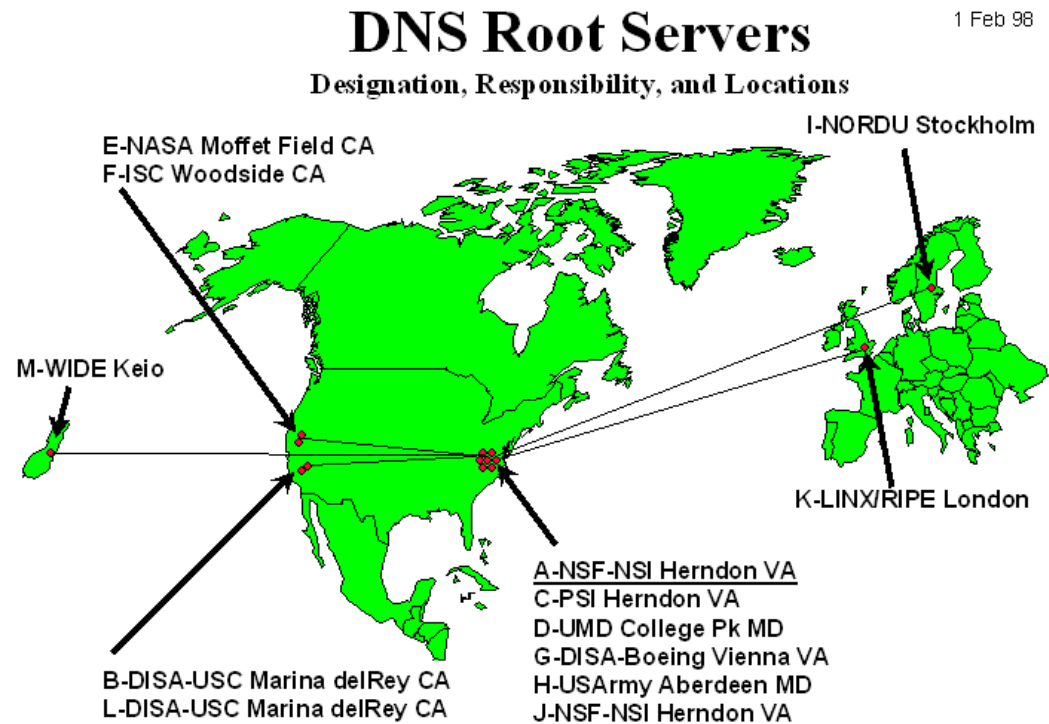 DNS Root Servers
1 Feb 98
Designation, Responsibility, and Locations
E-NASA Moffet Field CA
F-ISC Woodside CA
I-NORDU Stockholm
M-WIDE Keio
K-LINX/RIPE London
A-NSF-NSI Herndon VA
C-PSI Herndon VA
D-UMD College Pk MD
G-DISA-Boeing Vienna VA
H-USArmy Aberdeen MD
J-NSF-NSI Herndon VA
B-DISA-USC Marina delRey CA
L-DISA-USC Marina delRey CA